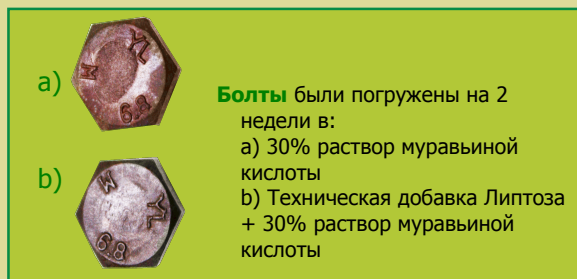 a)
M YL 6.8
b)
M YL 6.8
Болты были погружены на 2
недели в:
a) 30% раствор муравьиной
кислоты
b) Техническая добавка Липтоза
+ 30% раствор муравьиной
кислоты